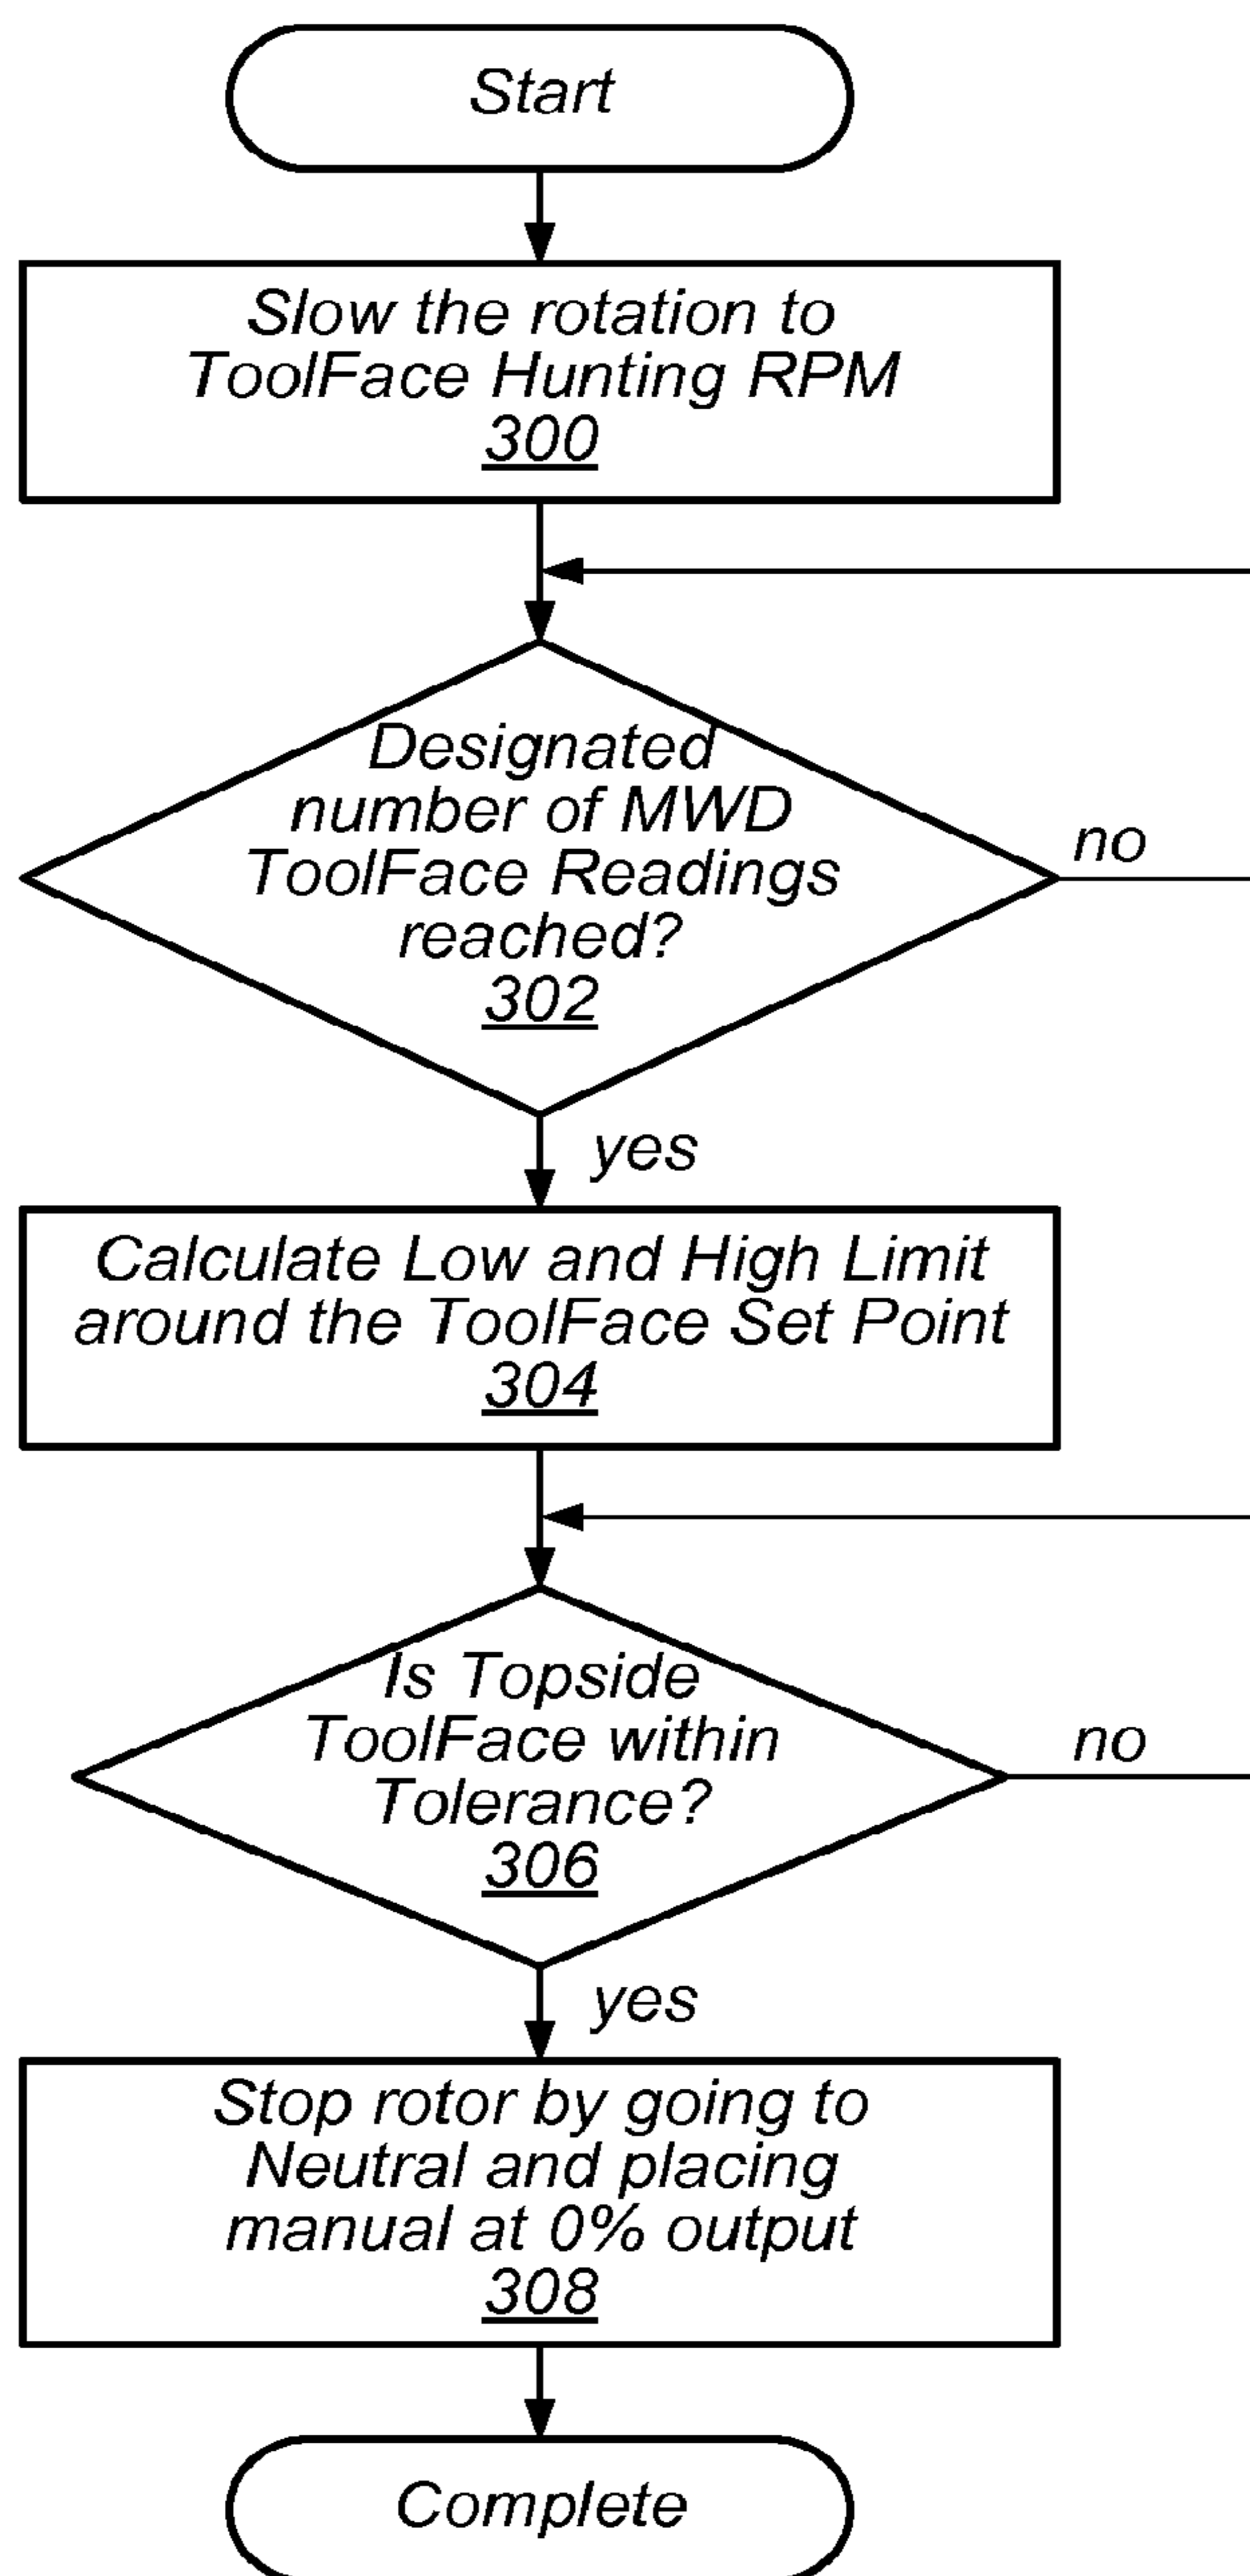 Start
Slow the rotation to
ToolFace Hunting RPM
300
Designated
number of MWD
ToolFace Readings
reached?
302
no
yes
Calculate Low and High Limit
around the ToolFace Set Point
304
Is Topside
ToolFace within
Tolerance?
306
no
yes
Stop rotor by going to
Neutral and placing
manual at 0% output
308
Complete